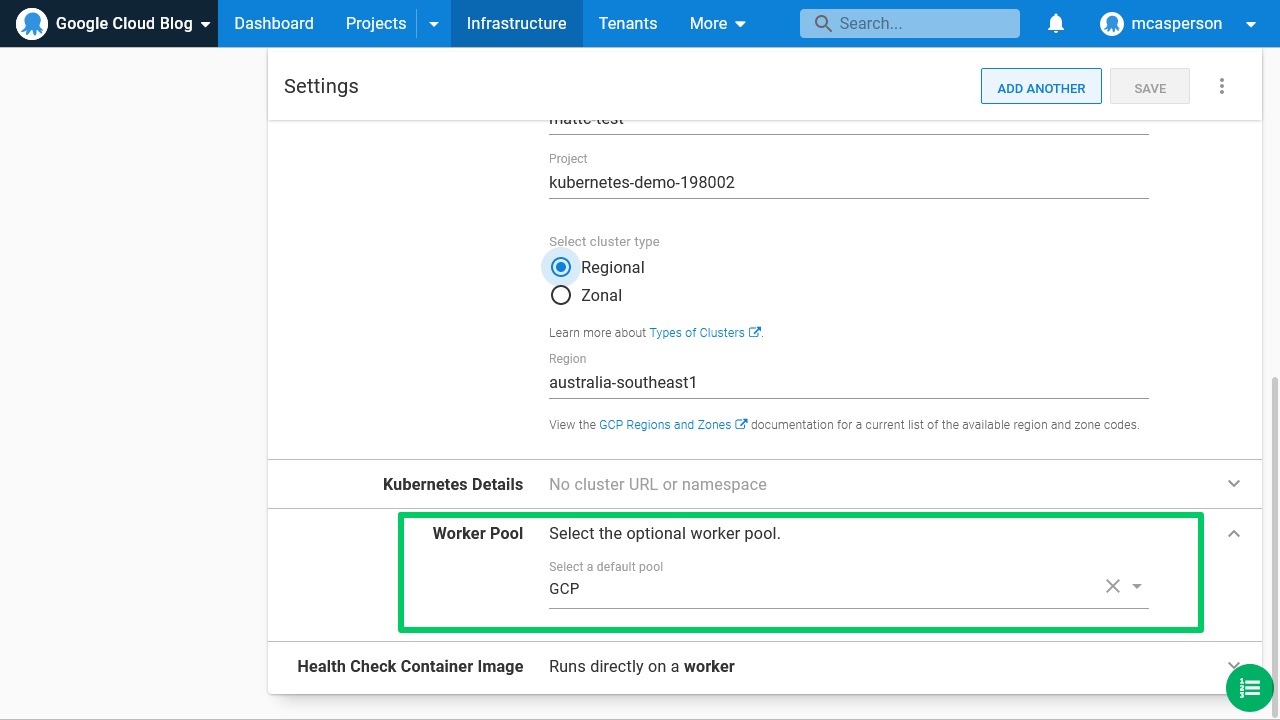 Google Cloud Blog
Dashboard
Projects
Infrastructure
Tenants
More
Search...
mcasperson
Settings
ADD ANOTHER
SAVE
mattc-test
Project
kubernetes-demo-198002
Select cluster type
Regional
Zonal
Learn more about Types of Clusters.
Region
australia-southeast1
View the GCP Regions and Zones documentation for a current list of the available region and zone codes.
Kubernetes Details No cluster URL or namespace
Worker Pool Select the optional worker pool.
Select a default pool
GCP
Health Check Container Image Runs directly on a worker